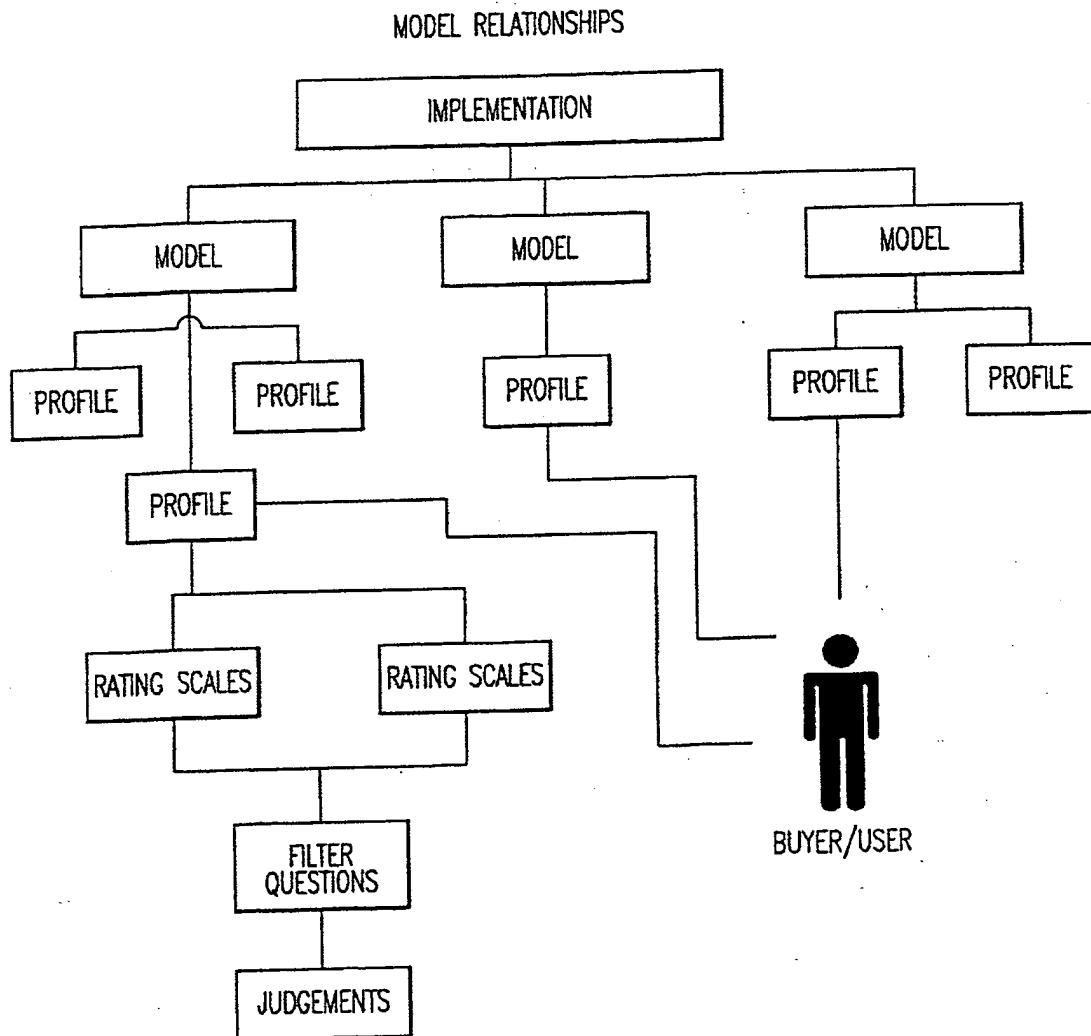 MODEL RELATIONSHIPS
IMPLEMENTATION
MODEL
MODEL
MODEL
PROFILE
PROFILE
PROFILE
PROFILE
PROFILE
PROFILE
RATING SCALES
RATING SCALES
FILTER
QUESTIONS
JUDGEMENTS
BUYER/USER